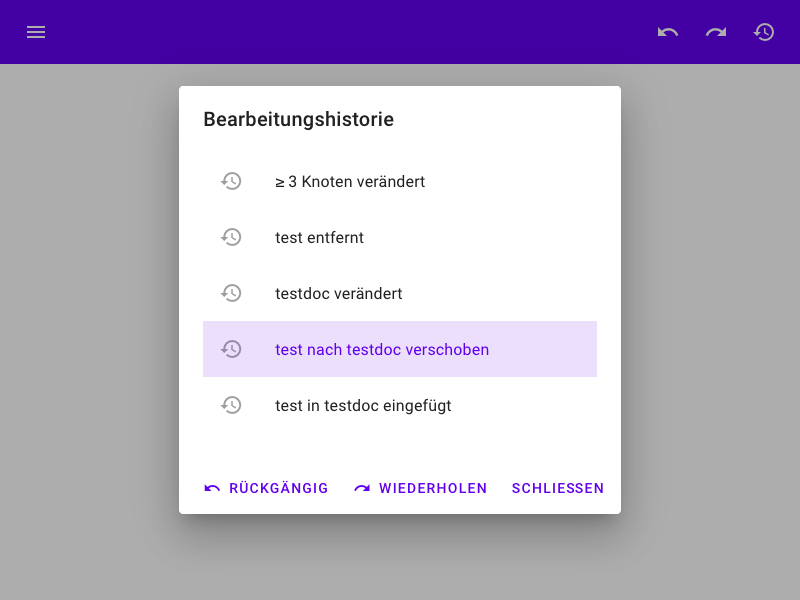 Bearbeitungshistorie
≥ 3 Knoten verändert
test entfernt
testdoc verändert
test nach testdoc verschoben
test in testdoc eingefügt
RÜCKGÄNGIG WIEDERHOLEN SCHLIESSEN